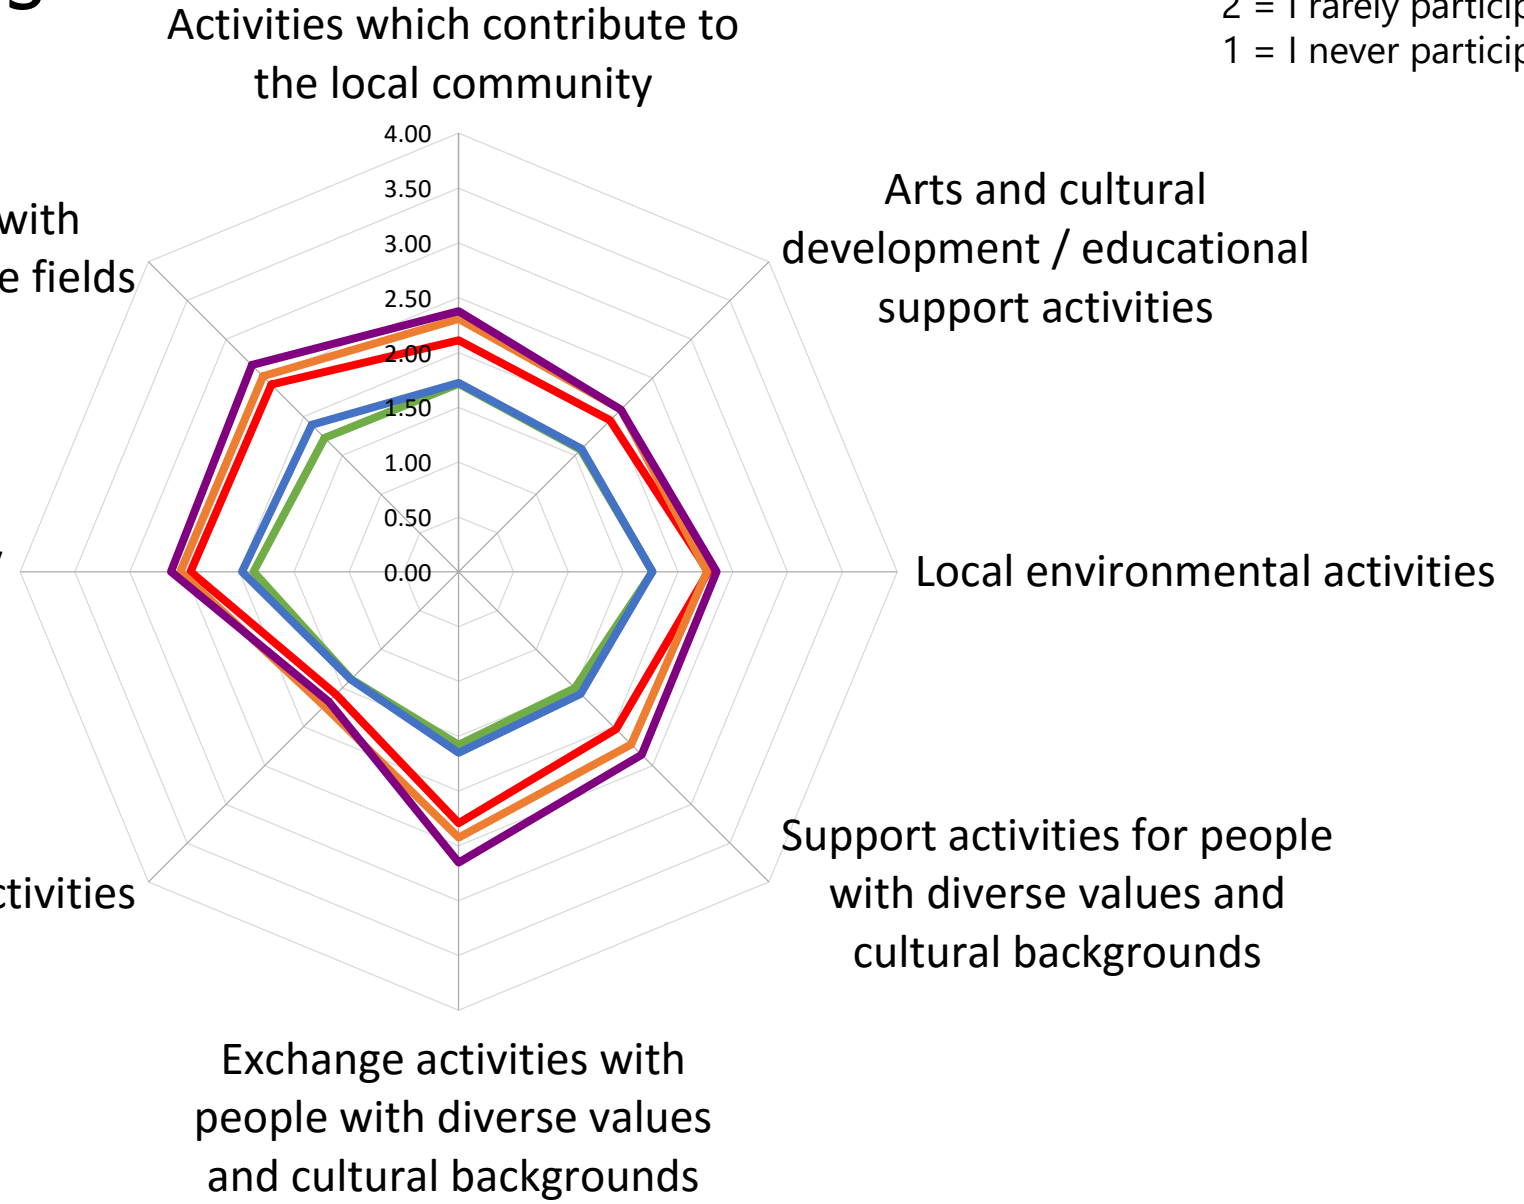 g
2 = I rarely
1 = I never
Activities which contribute to
the local community
4.00
3.50
3.00
2.50
2.00
1.50
1.00
0.50
0.00
Arts and cultural
development / educational
support activities
with
fields
Local environmental activities
Support activities for people
with diverse values and
cultural backgrounds
Exchange activities with
people with diverse values
and cultural backgrounds